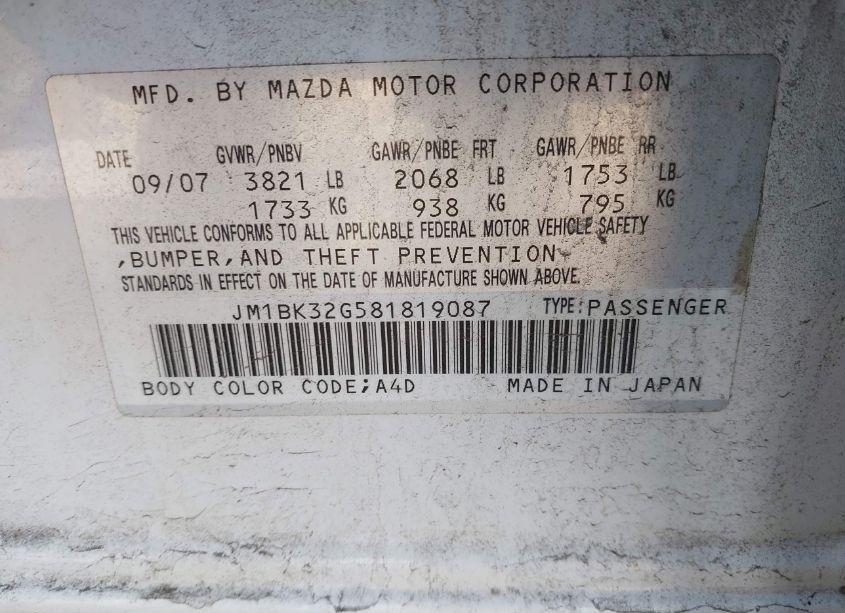 MFD. BY MAZDA MOTOR CORPORATION
DATE GVWR/PNBV GAWR/PNBE FRT GAWR/PNBE RR
09/07 3821 LB 2068 LB 1753 LB
1733 KG 938 KG 795 KG
THIS VEHICLE CONFORMS TO ALL APPLICABLE FEDERAL MOTOR VEHICLE SAFETY
,BUMPER,AND THEFT PREVENTION
STANDARDS IN EFFECT ON THE DATE OF MANUFACTURE SHOWN ABOVE.
JM1BK32G581819087 TYPE:PASSENGER
BODY COLOR CODE;A4D MADE IN JAPAN